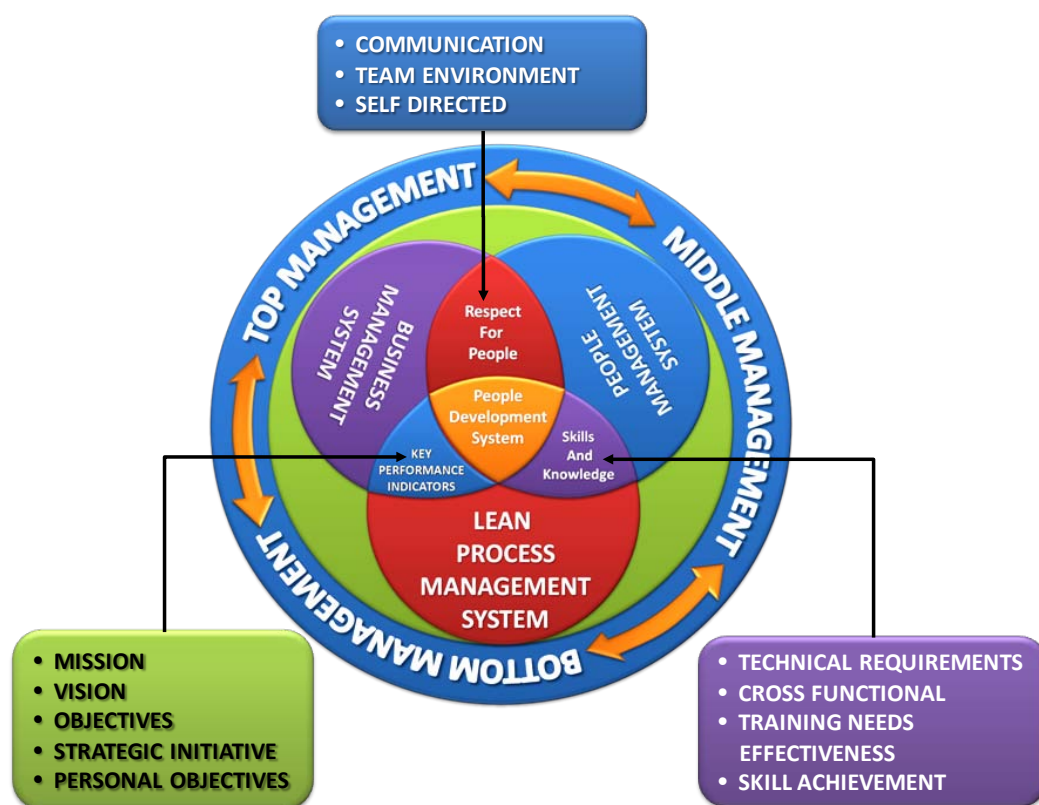 • COMMUNICATION
• TEAM ENVIRONMENT
• SELF DIRECTED
TOP MANAGEMENT
MIDDLE MANAGEMENT
BUSINESS
MANAGEMENT
SYSTEM
Respect
For
People
PEOPLE
MANAGEMENT
SYSTEM
People
Development
System
KEY
PERFORMANCE
INDICATORS
Skills
And
Knowledge
LEAN
PROCESS
MANAGEMENT
SYSTEM
BOTTOM MANAGEMENT
• MISSION
• VISION
• OBJECTIVES
• STRATEGIC INITIATIVE
• PERSONAL OBJECTIVES
• TECHNICAL REQUIREMENTS
• CROSS FUNCTIONAL
• TRAINING NEEDS
EFFECTIVENESS
• SKILL ACHIEVEMENT